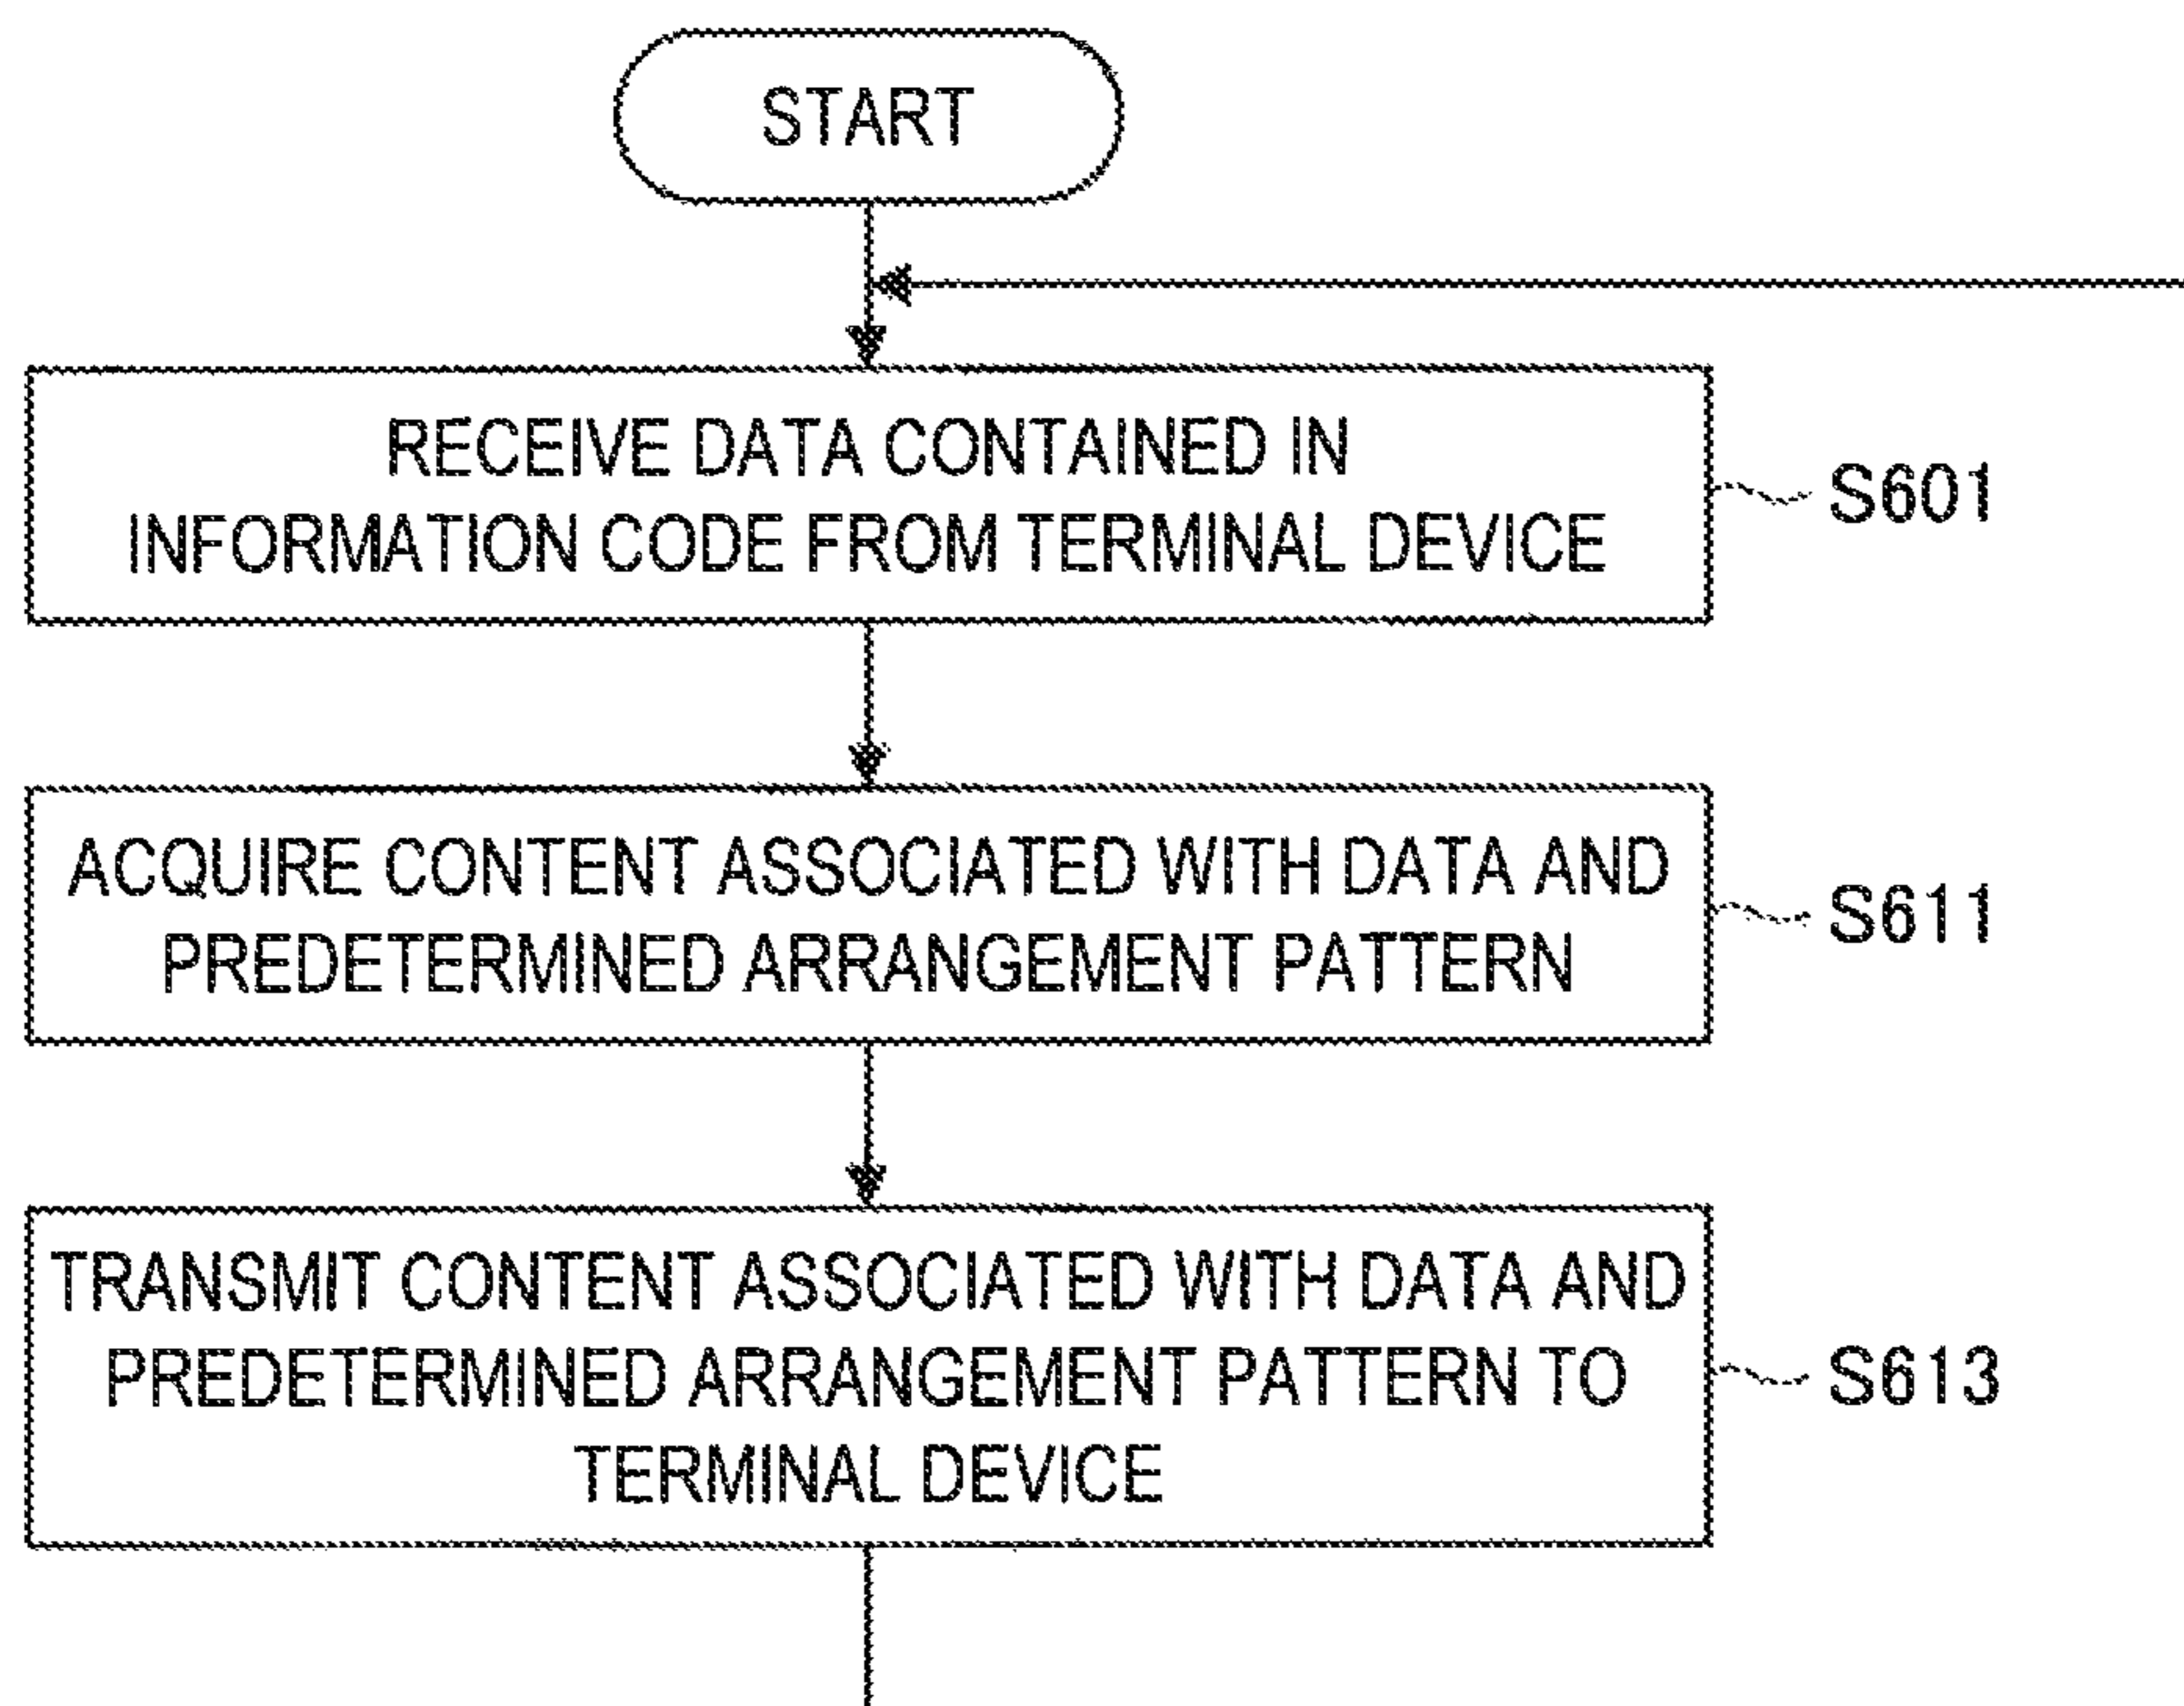 START
RECEIVE DATA CONTAINED IN
INFORMATION CODE FROM TERMINAL DEVICE
S601
ACQUIRE CONTENT ASSOCIATED WITH DATA AND
PREDETERMINED ARRANGEMENT PATTERN
S611
TRANSMIT CONTENT ASSOCIATED WITH DATA AND
PREDETERMINED ARRANGEMENT PATTERN TO
TERMINAL DEVICE
S613